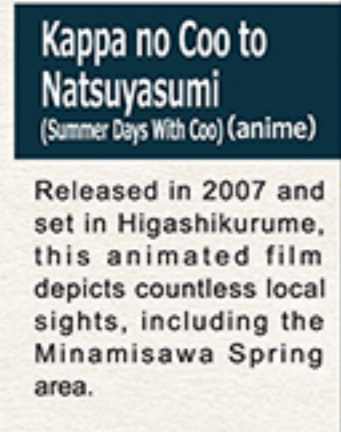 Kappa no Coo to
Natsuyasumi
(Summer Days With Coo) (anime)
Released in 2007 and
set in Higashikurume,
this animated film
depicts countless local
sights, including the
Minamisawa Spring
area.